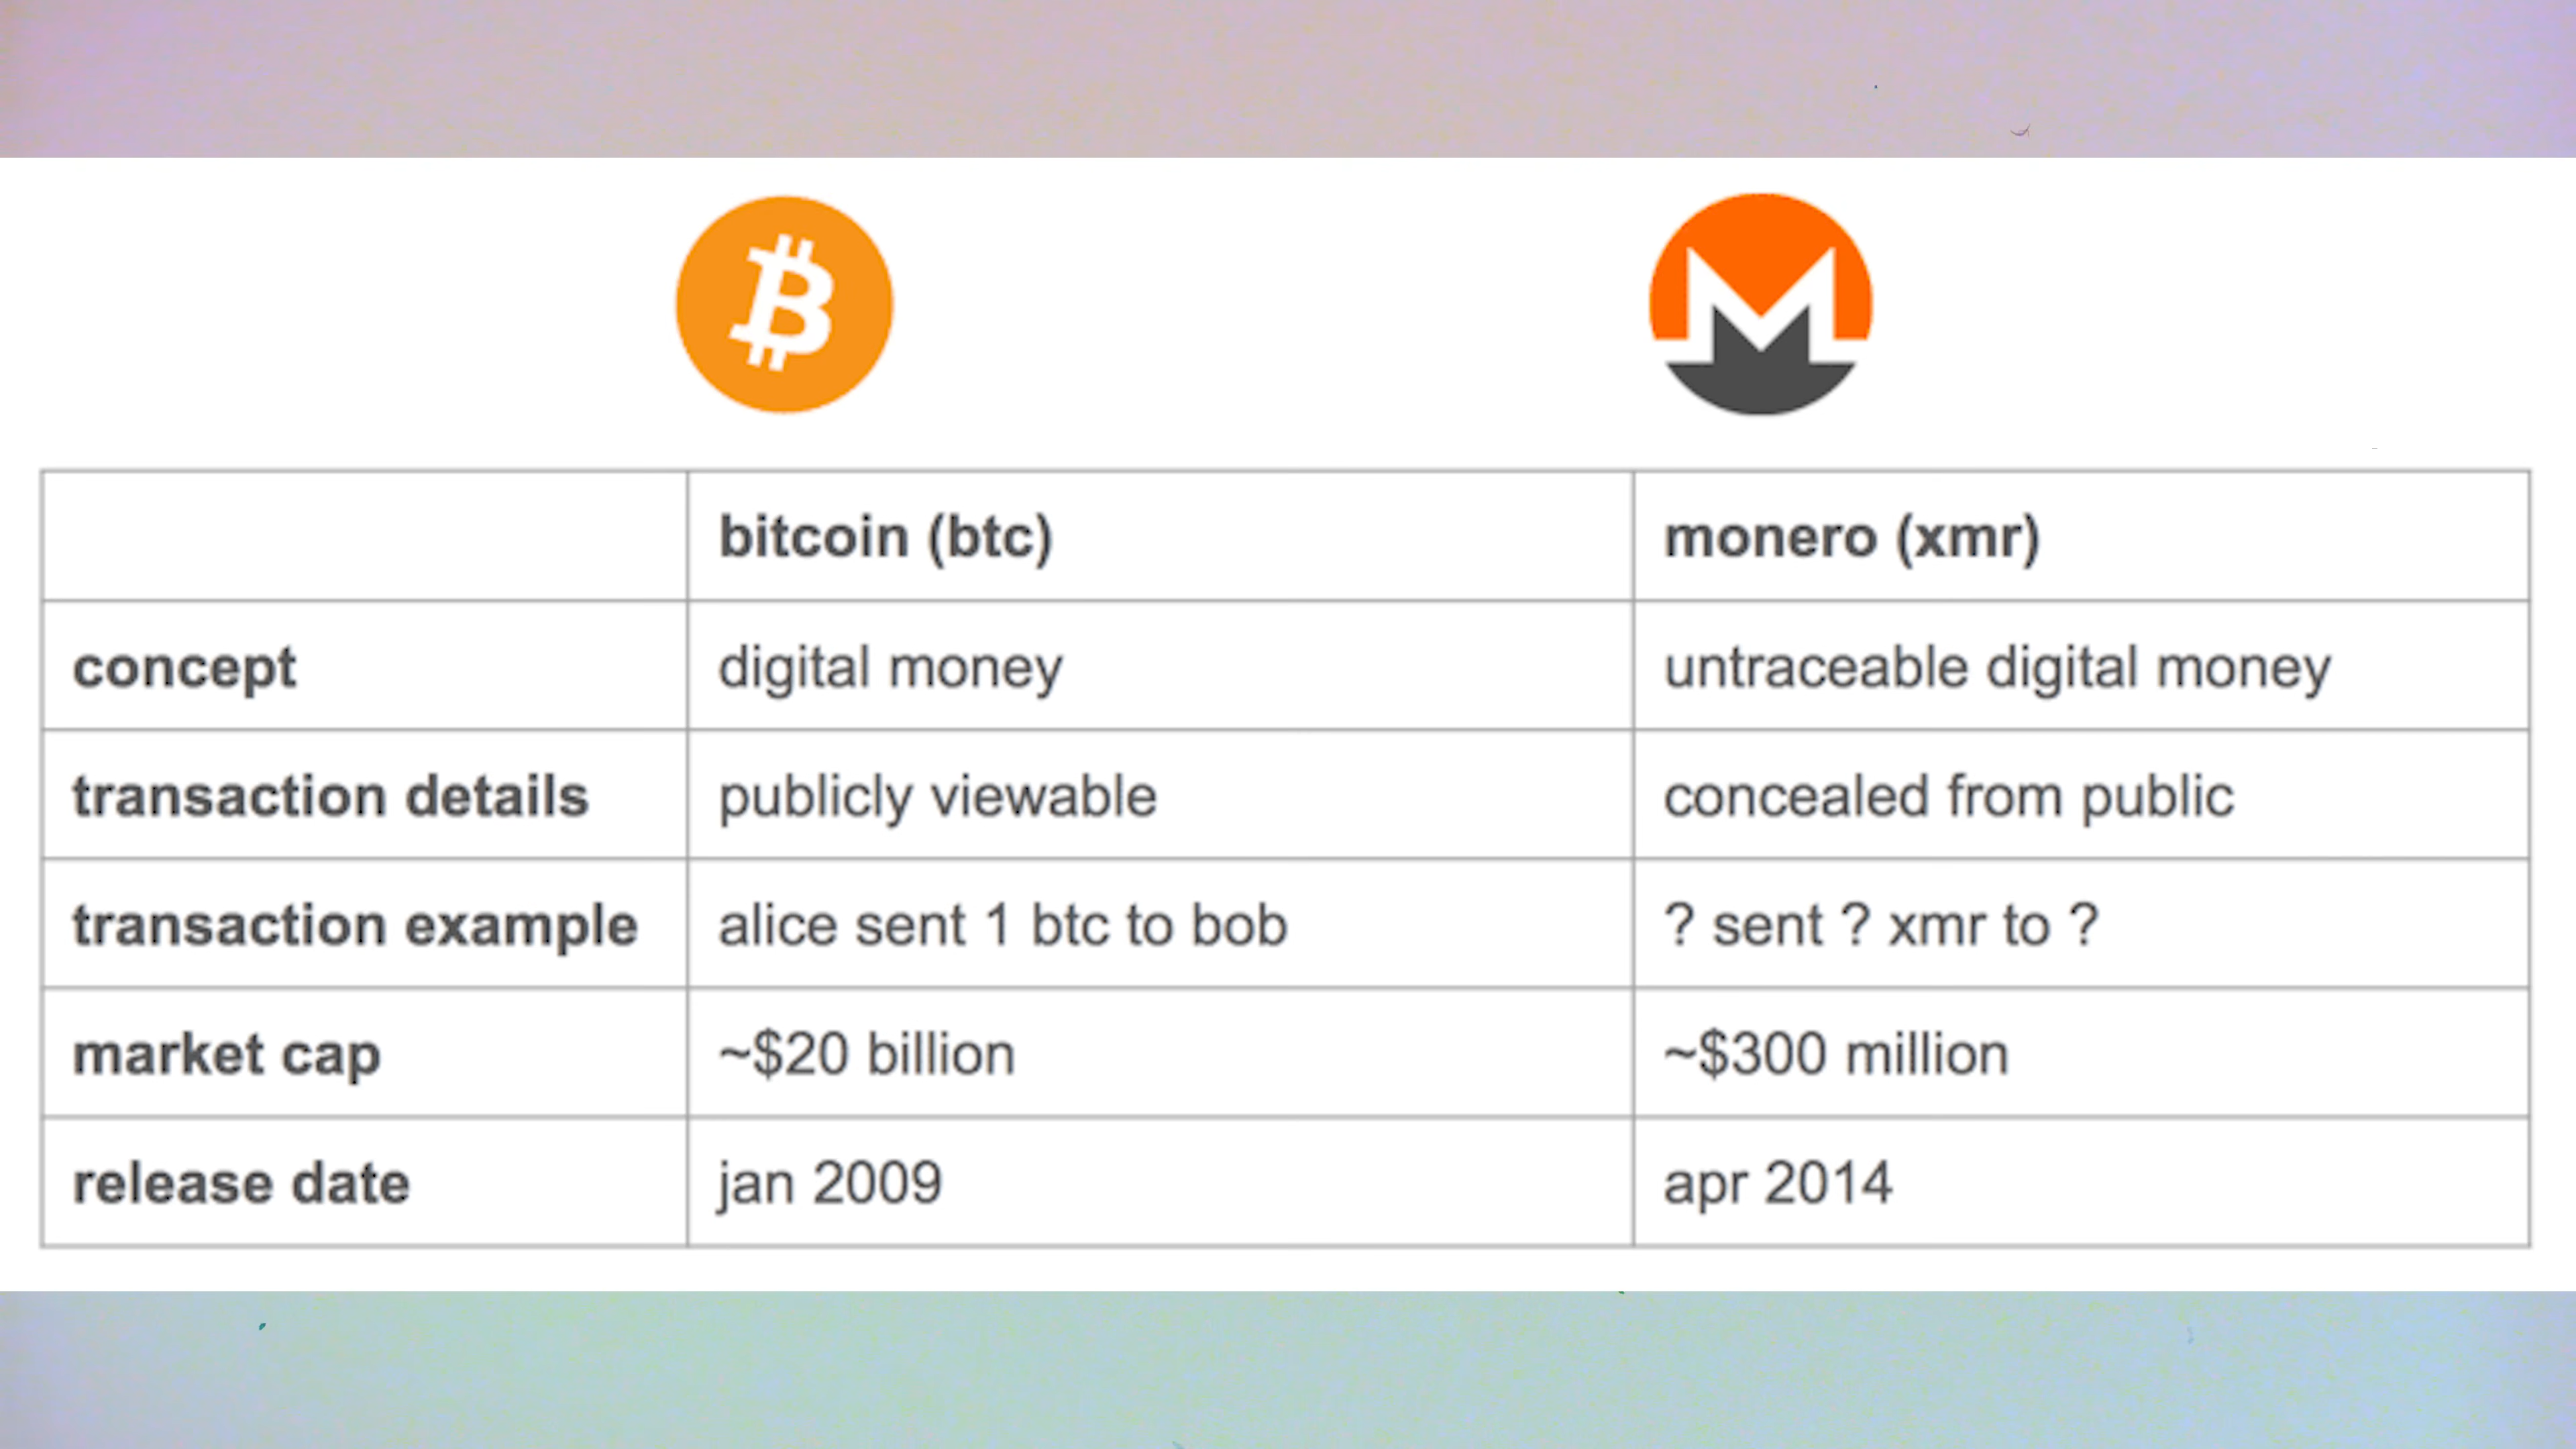 bitcoin (btc) monero (xmr)
concept digital money untraceable digital money
transaction details publicly viewable concealed from public
transaction example alice sent 1 btc to bob ? sent ? xmr to ?
market cap ~$20 billion ~$300 million
release date jan 2009 apr 2014